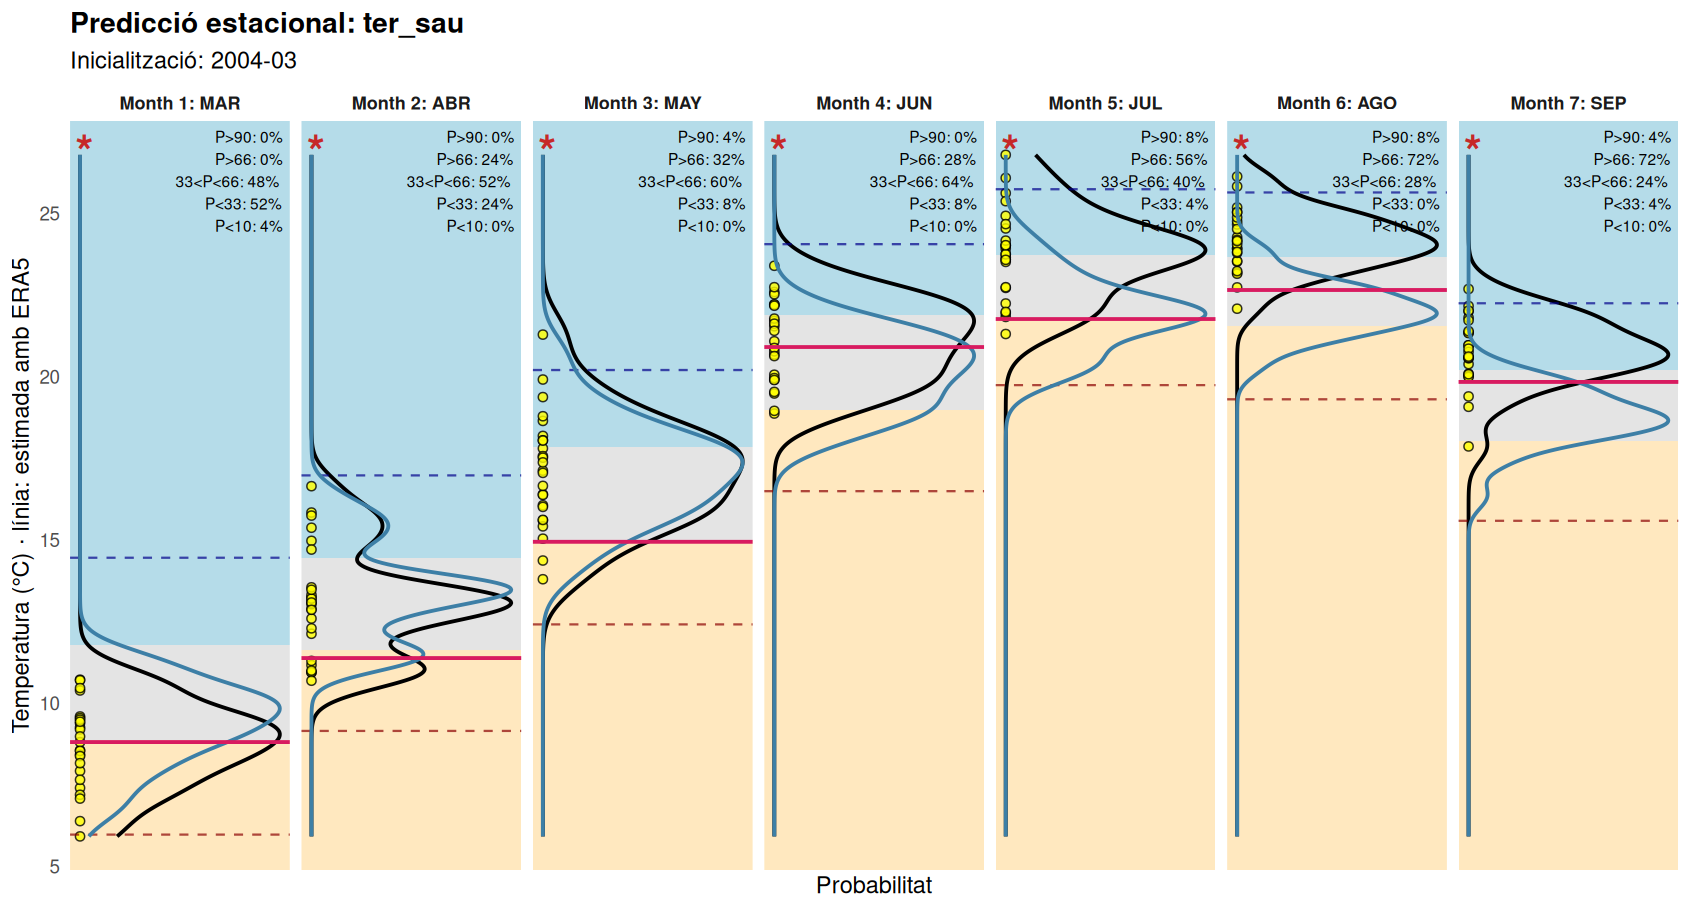 Predicció estacional: ter_sau
Inicialització: 2004-03
Month 1: MAR
Month 2: ABR
Month 3: MAY
Month 4: JUN
Month 5: JUL
Month 6: AGO
Month 7: SEP
*
P>90: 0%
P>66: 0%
33<P<66: 48%
P<33: 52%
P<10: 4%
*
P>90: 0%
P>66: 24%
33<P<66: 52%
P<33: 24%
P<10: 0%
*
P>90: 4%
P>66: 32%
33<P<66: 60%
P<33: 8%
P<10: 0%
*
P>90: 0%
P>66: 28%
33<P<66: 64%
P<33: 8%
P<10: 0%
*
P>90: 8%
P>66: 56%
33<P<66: 40%
P<33: 4%
P<10: 0%
*
P>90: 8%
P>66: 72%
33<P<66: 28%
P<33: 0%
P<10: 0%
*
P>90: 4%
P>66: 72%
33<P<66: 24%
P<33: 4%
P<10: 0%
25
20
15
10
5
Temperatura (°C) · línia: estimada amb ERA5
Probabilitat